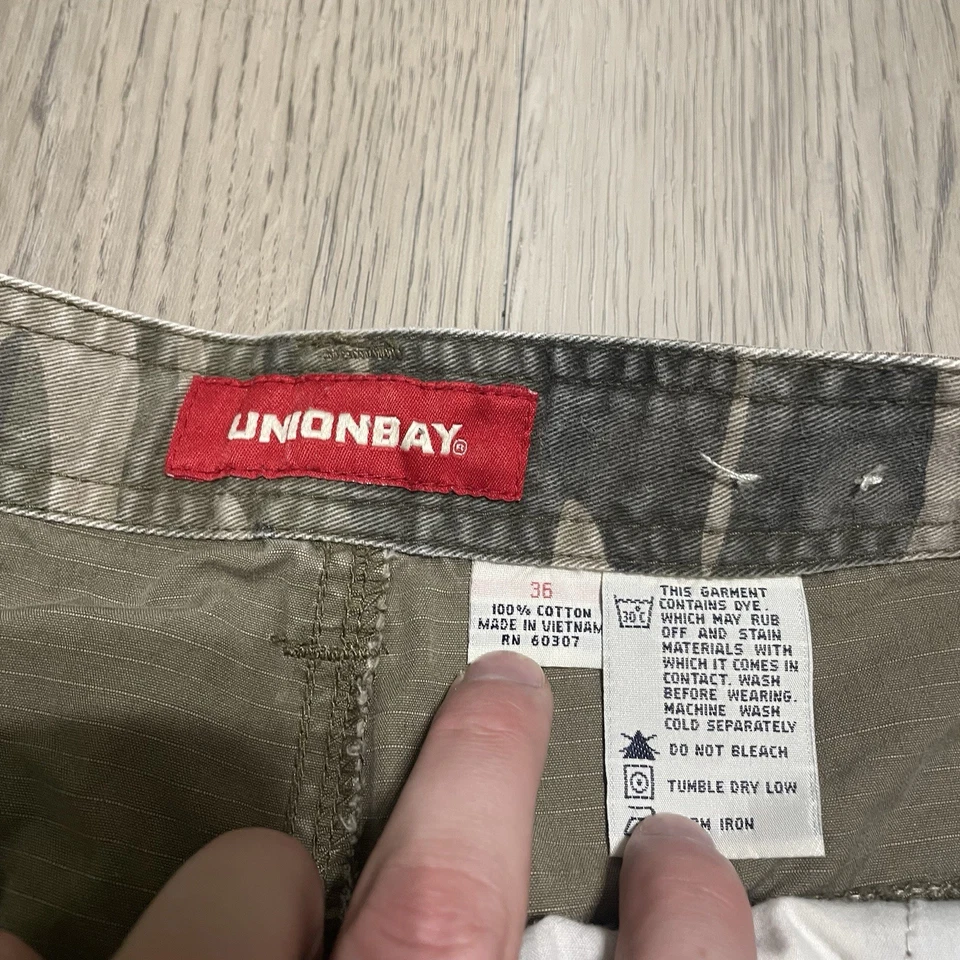 UNIONBAY®
36
100% COTTON
MADE IN VIETNAM
RN 60307
30°C
THIS GARMENT
CONTAINS DYE.
WHICH MAY RUB
OFF AND STAIN
MATERIALS WITH
WHICH IT COMES IN
CONTACT. WASH
BEFORE WEARING.
MACHINE WASH
COLD SEPARATELY
DO NOT BLEACH
TUMBLE DRY LOW
IRON